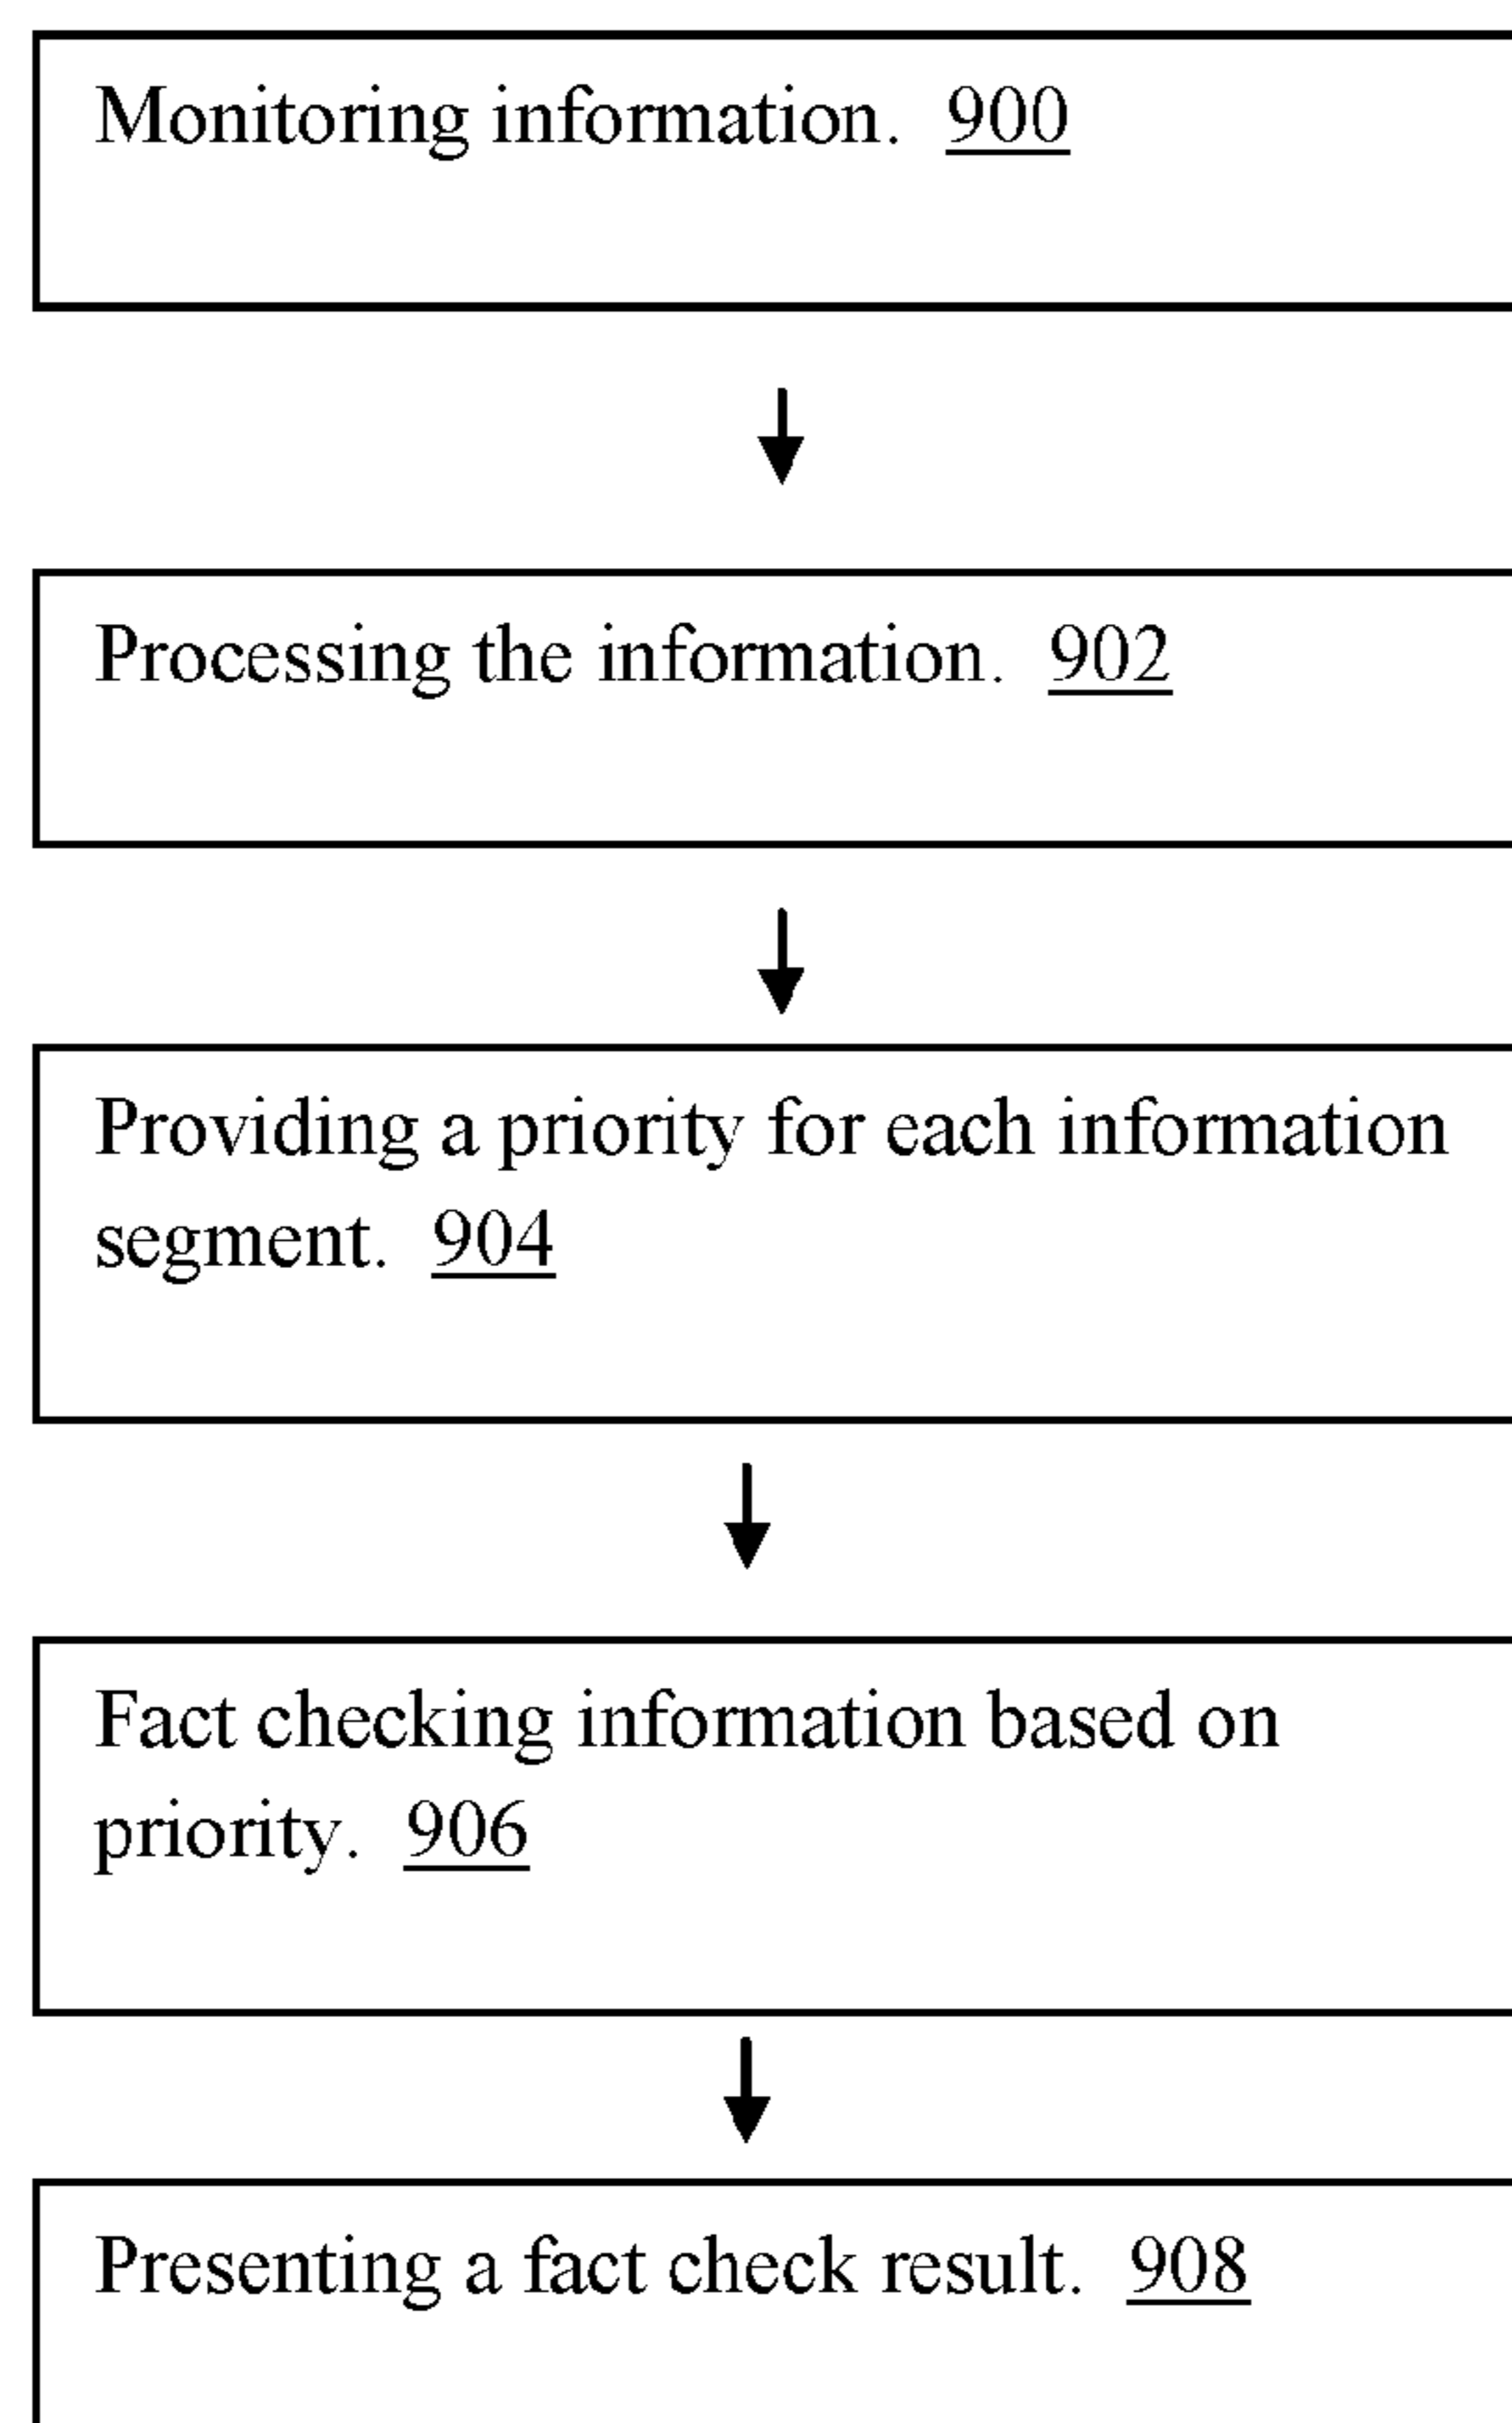 Monitoring information. 900
Processing the information. 902
Providing a priority for each information
segment. 904
Fact checking information based on
priority. 906
Presenting a fact check result. 908